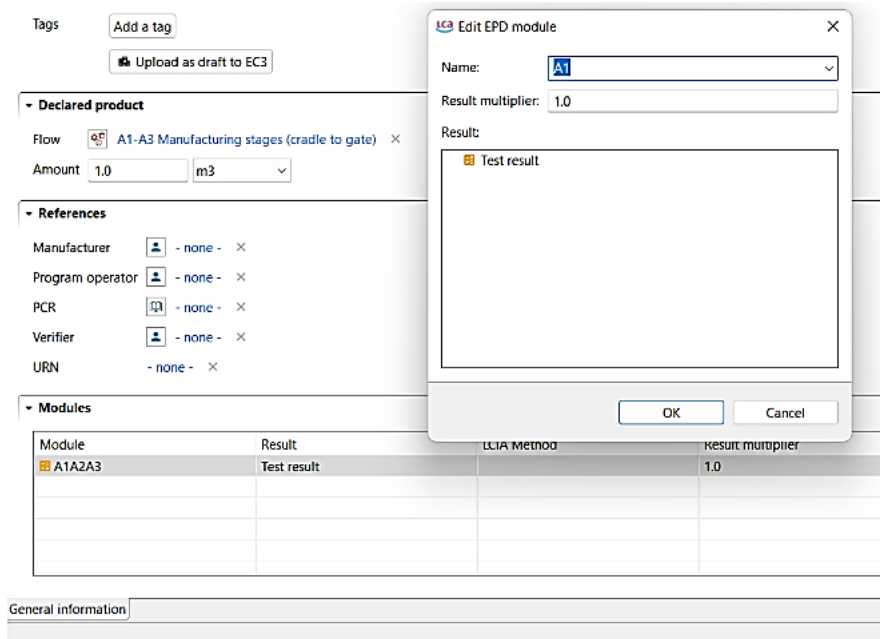 Tags
Add a tag
Upload as draft to EC3
Declared product
Flow A1-A3 Manufacturing stages (cradle to gate)
Amount 1.0 m3
References
Manufacturer - none -
Program operator - none -
PCR - none -
Verifier - none -
URN - none -
Modules
Module Result LCIA Method Result multiplier
A1A2A3 Test result 1.0
General information
LCA Edit EPD module
Name: A1
Result multiplier: 1.0
Result:
Test result
OK Cancel